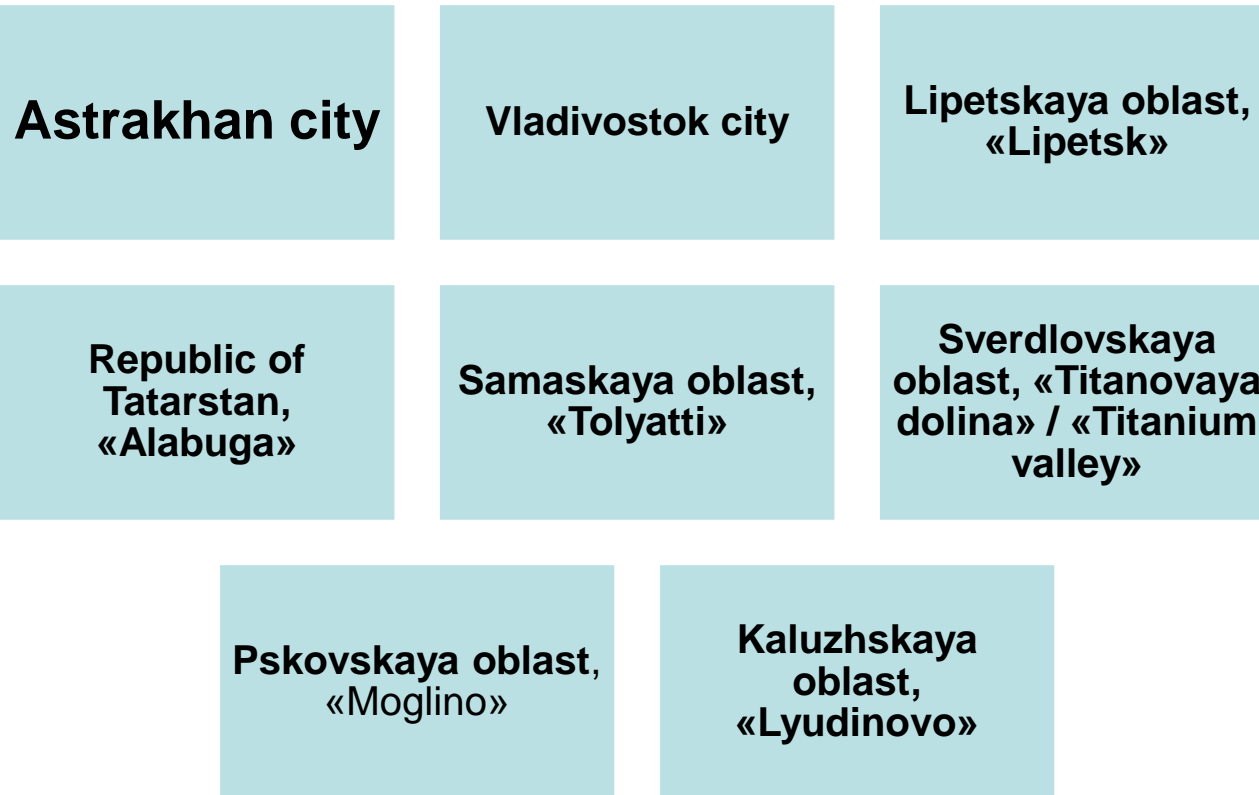 Astrakhan city
Vladivostok city
Lipetskaya oblast,
«Lipetsk»
Republic of
Tatarstan,
«Alabuga»
Samaskaya oblast,
«Tolyatti»
Sverdlovskaya
oblast, «Titanovaya
dolina» / «Titanium
valley»
Pskovskaya oblast,
«Moglino»
Kaluzhskaya
oblast,
«Lyudinovo»